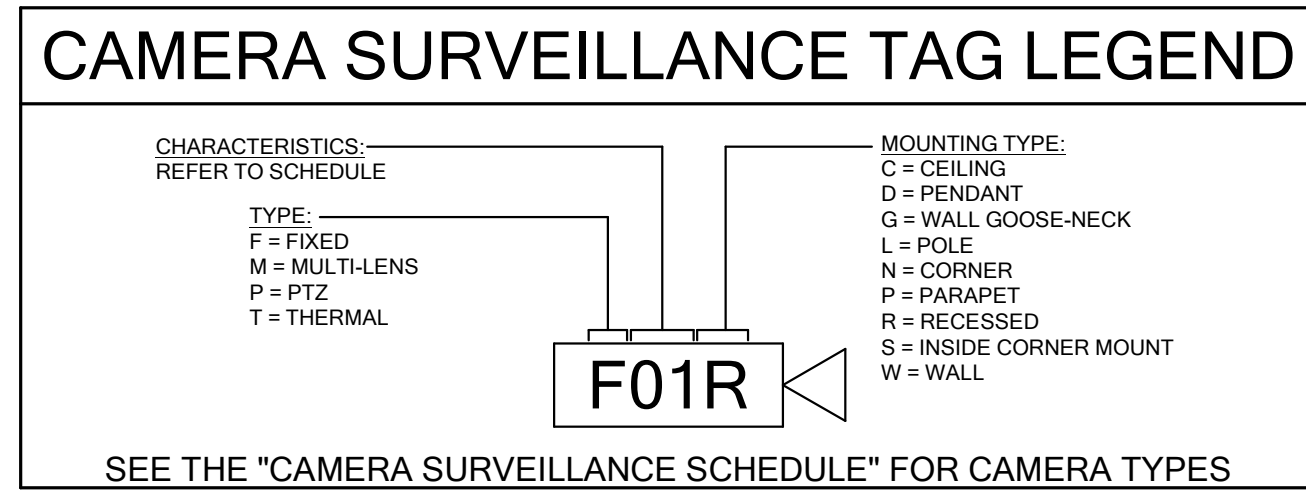 CAMERA SURVEILLANCE TAG LEGEND
CHARACTERISTICS:
REFER TO SCHEDULE
TYPE:
F = FIXED
M = MULTI-LENS
P = PTZ
T = THERMAL
MOUNTING TYPE:
C = CEILING
D = PENDANT
G = WALL GOOSE-NECK
L = POLE
N = CORNER
P = PARAPET
R = RECESSED
S = INSIDE CORNER MOUNT
W = WALL
F01R
SEE THE "CAMERA SURVEILLANCE SCHEDULE" FOR CAMERA TYPES